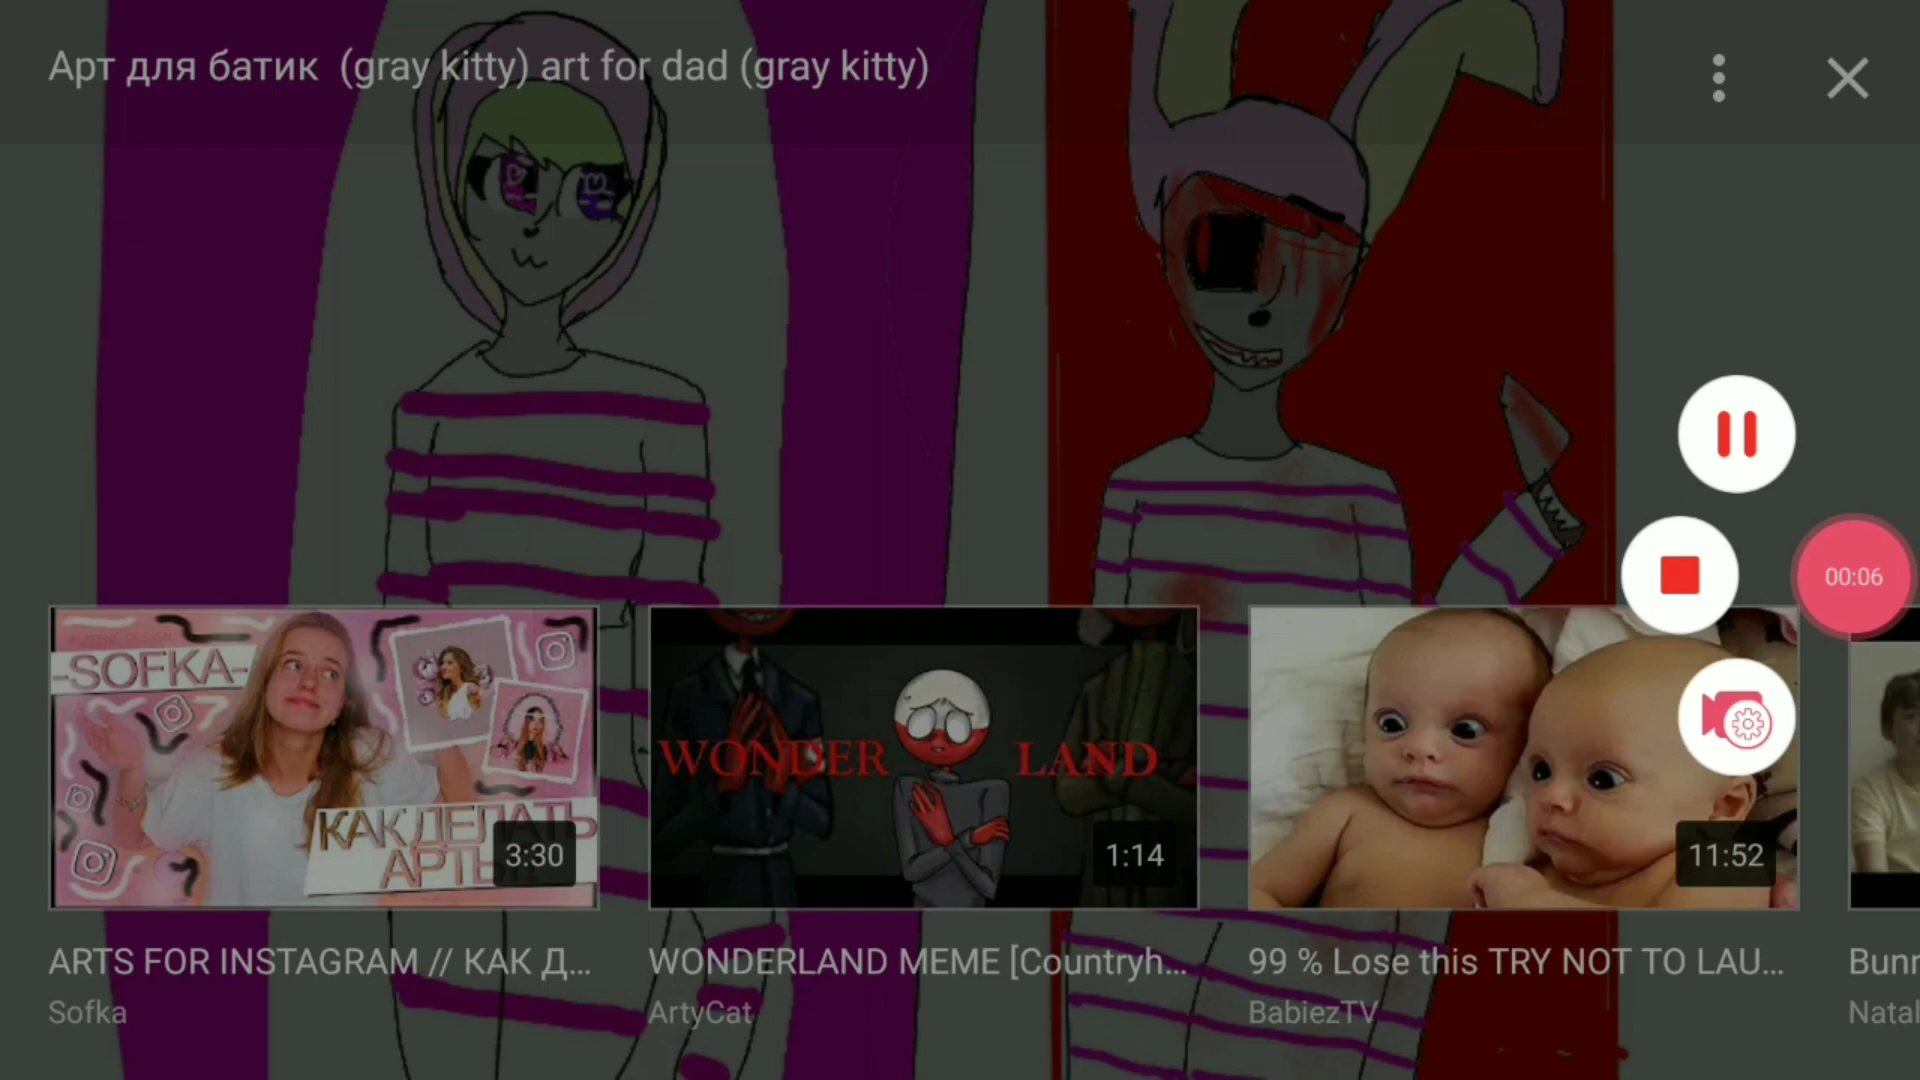 Арт для батик (gray kitty) art for dad (gray kitty)
00:06
-SOFKA-
КАК ДЕЛАТЬ
АРТЫ
3:30
WONDER LAND
1:14
11:52
ARTS FOR INSTAGRAM // КАК Д...
WONDERLAND MEME [Countryh...
99 % Lose this TRY NOT TO LAU...
Bunn
Sofka
ArtyCat
BabiezTV
Natal